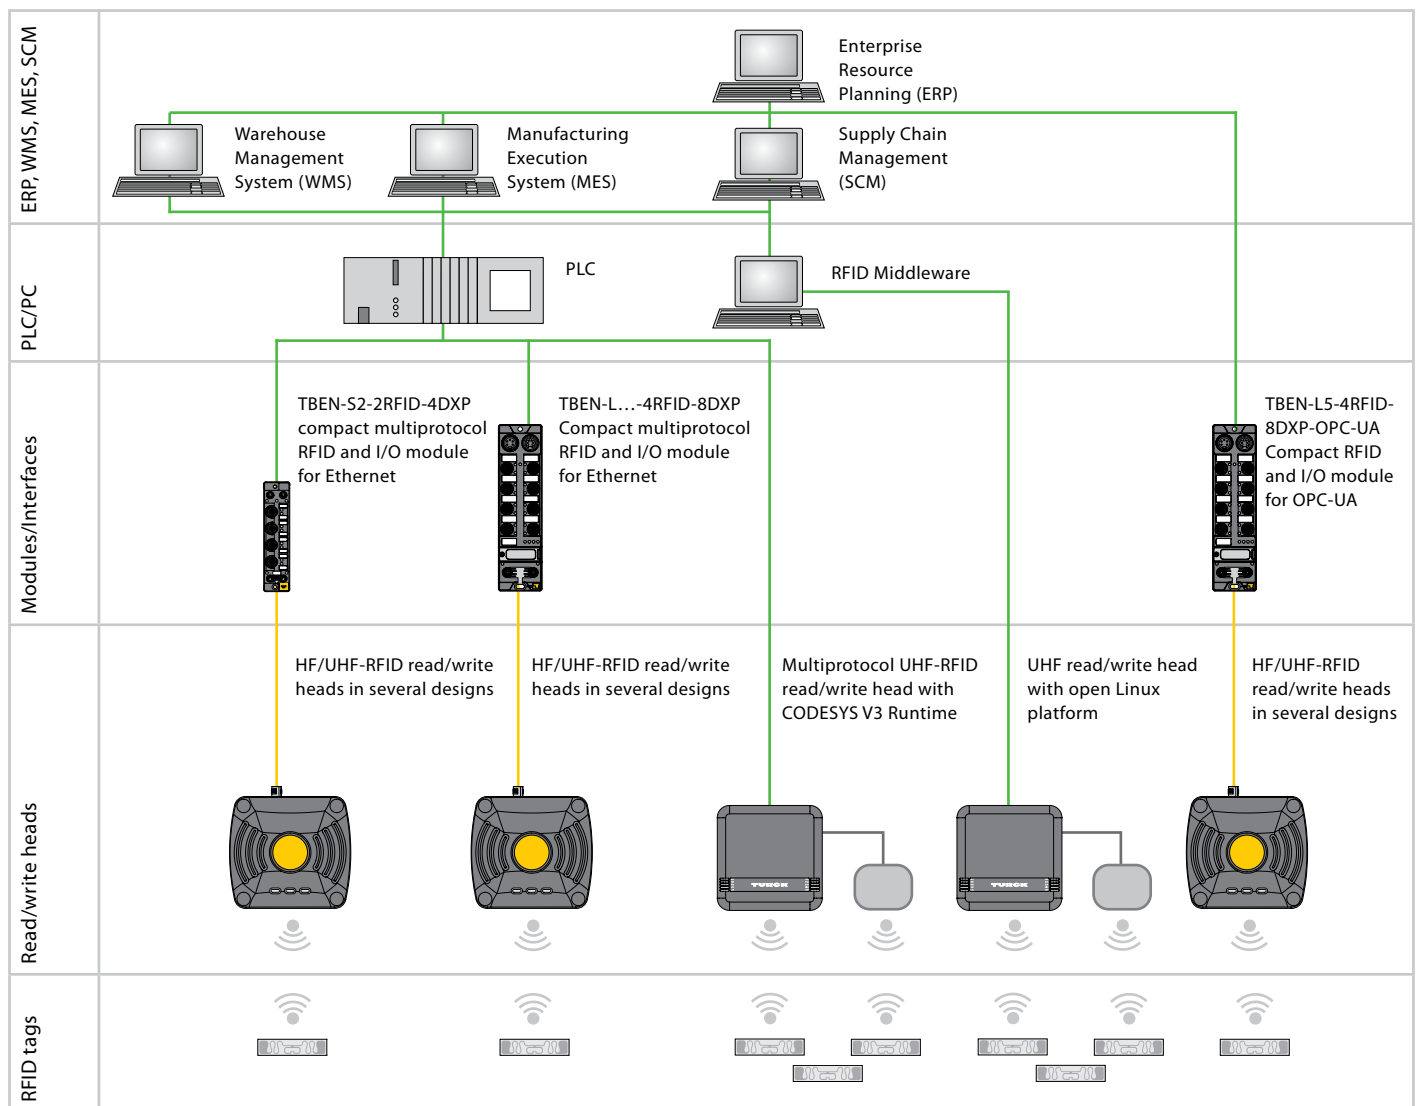 ERP, WMS, MES, SCM
Enterprise
Resource
Planning (ERP)
Warehouse
Management
System (WMS)
Manufacturing
Execution
System (MES)
Supply Chain
Management
(SCM)
PLC/PC
PLC
RFID Middleware
Modules/Interfaces
TBEN-S2-2RFID-4DXP
compact multiprotocol
RFID and I/O module
for Ethernet
TBEN-L…-4RFID-8DXP
Compact multiprotocol
RFID and I/O module
for Ethernet
TBEN-L5-4RFID-
8DXP-OPC-UA
Compact RFID
and I/O module
for OPC-UA
Read/write heads
HF/UHF-RFID read/write
heads in several designs
HF/UHF-RFID read/write
heads in several designs
Multiprotocol UHF-RFID
read/write head with
CODESYS V3 Runtime
UHF read/write head
with open Linux
platform
HF/UHF-RFID
read/write heads
in several designs
TURCK
TURCK
RFID tags